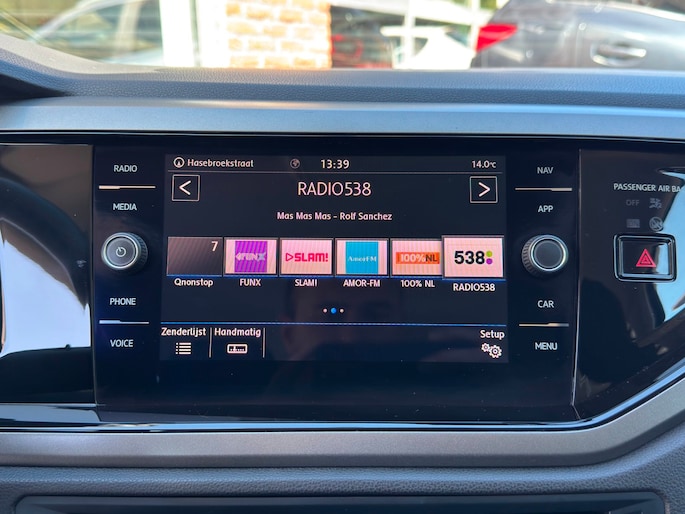 RADIO
MEDIA
PHONE
VOICE
Hasebroekstraat 13:39 14.0°C
RADIO538
Mas Mas Mas - Rolf Sanchez
7
FUNX SLAM! AmorFM 100%NL 538
Qnonstop FUNX SLAM! AMOR-FM 100% NL RADIO538
Zenderlijst Handmatig Setup
NAV
APP
CAR
MENU
PASSENGER AIR BA
OFF